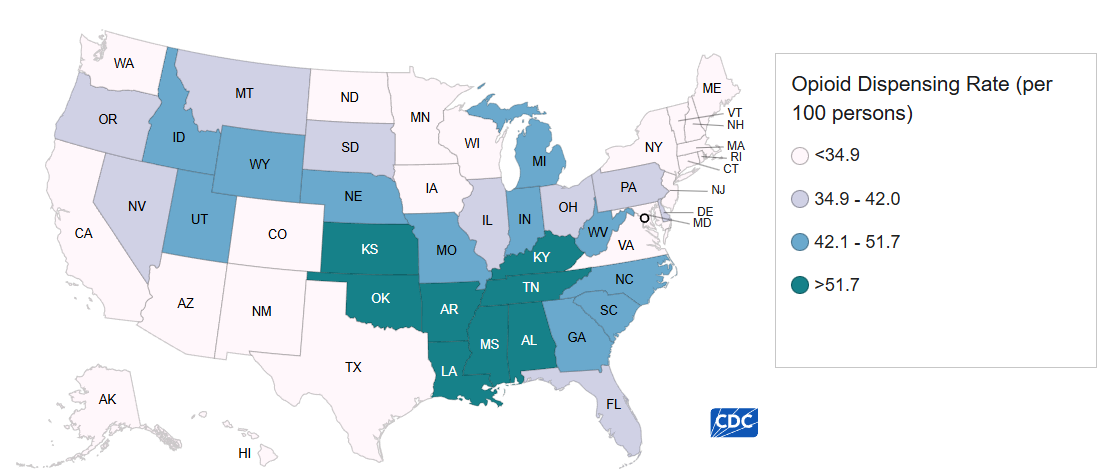 WA
MT
ND
MN
ME
VT
NH
OR
ID
SD
WI
NY
MA
RI
CT
WY
MI
IA
NE
PA
NJ
NV
UT
IL
IN
OH
DE
MD
CA
CO
KS
MO
WV
VA
KY
AZ
NM
OK
AR
TN
NC
SC
TX
LA
MS
AL
GA
FL
AK
HI
CDC
Opioid Dispensing Rate (per
100 persons)
<34.9
34.9 - 42.0
42.1 - 51.7
>51.7